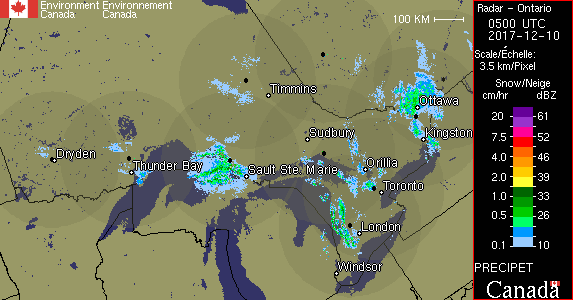 Environment Environnement
Canada Canada
100 KM
Timmins
Ottawa
Sudbury
Kingston
Dryden
Thunder Bay
Sault Ste. Marie
Orillia
Toronto
London
Windsor
Radar - Ontario
0500 UTC
2017-12-10
Scale/Échelle:
3.5 km/Pixel
Snow/Neige
cm/hr dBZ
20 61
7.5 52
4.0 46
2.0 39
1.0 33
0.5 26
0.1 10
PRECIPET
Canada